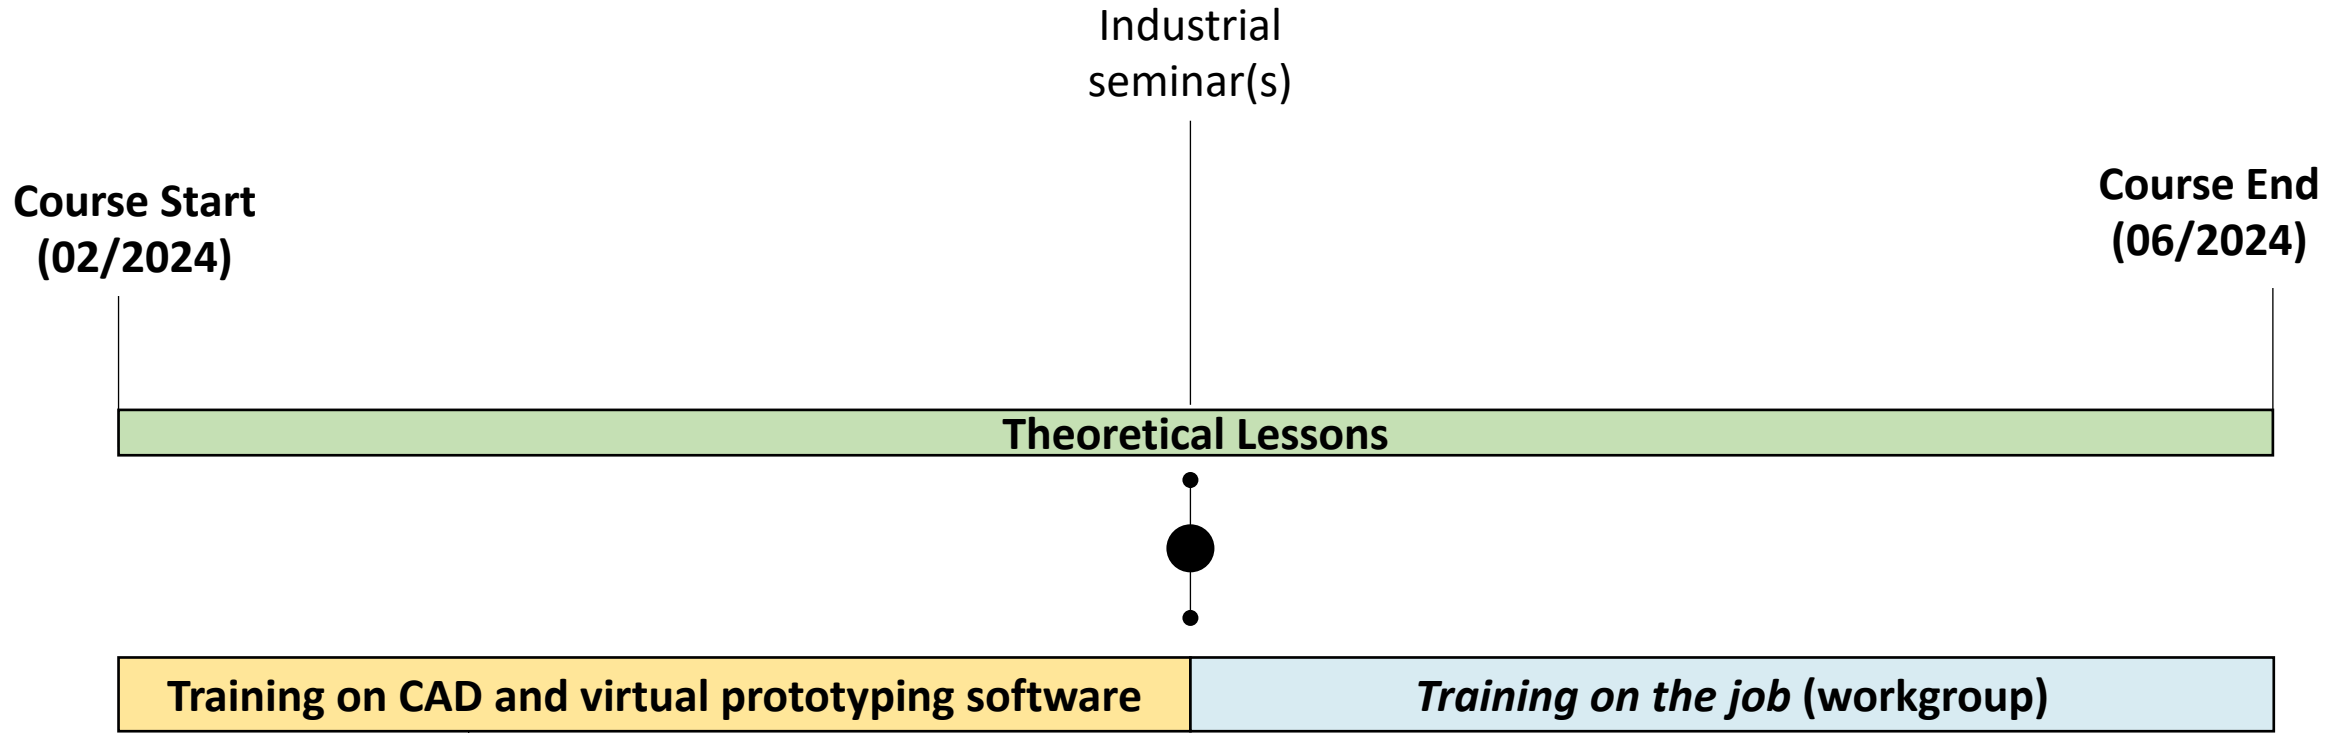 Industrial
seminar(s)
Course Start
(02/2024)
Course End
(06/2024)
Theoretical Lessons
Training on CAD and virtual prototyping software
Training on the job (workgroup)